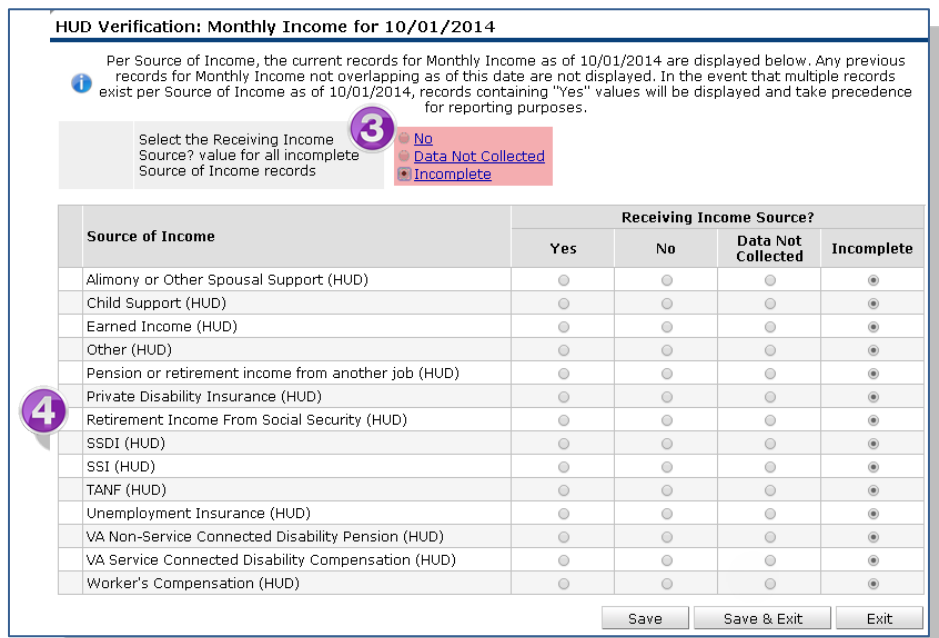 HUD Verification: Monthly Income for 10/01/2014
Per Source of Income, the current records for Monthly Income as of 10/01/2014 are displayed below. Any previous
records for Monthly Income not overlapping as of this date are not displayed. In the event that multiple records
exist per Source of Income as of 10/01/2014, records containing "Yes" values will be displayed and take precedence
for reporting purposes.
3
Select the Receiving Income
Source? value for all incomplete
Source of Income records
No
Data Not Collected
Incomplete
Source of Income
Receiving Income Source?
Yes No Data Not Collected Incomplete
Alimony or Other Spousal Support (HUD)
Child Support (HUD)
Earned Income (HUD)
Other (HUD)
Pension or retirement income from another job (HUD)
Private Disability Insurance (HUD)
4
Retirement Income From Social Security (HUD)
SSDI (HUD)
SSI (HUD)
TANF (HUD)
Unemployment Insurance (HUD)
VA Non-Service Connected Disability Pension (HUD)
VA Service Connected Disability Compensation (HUD)
Worker's Compensation (HUD)
Save Save & Exit Exit